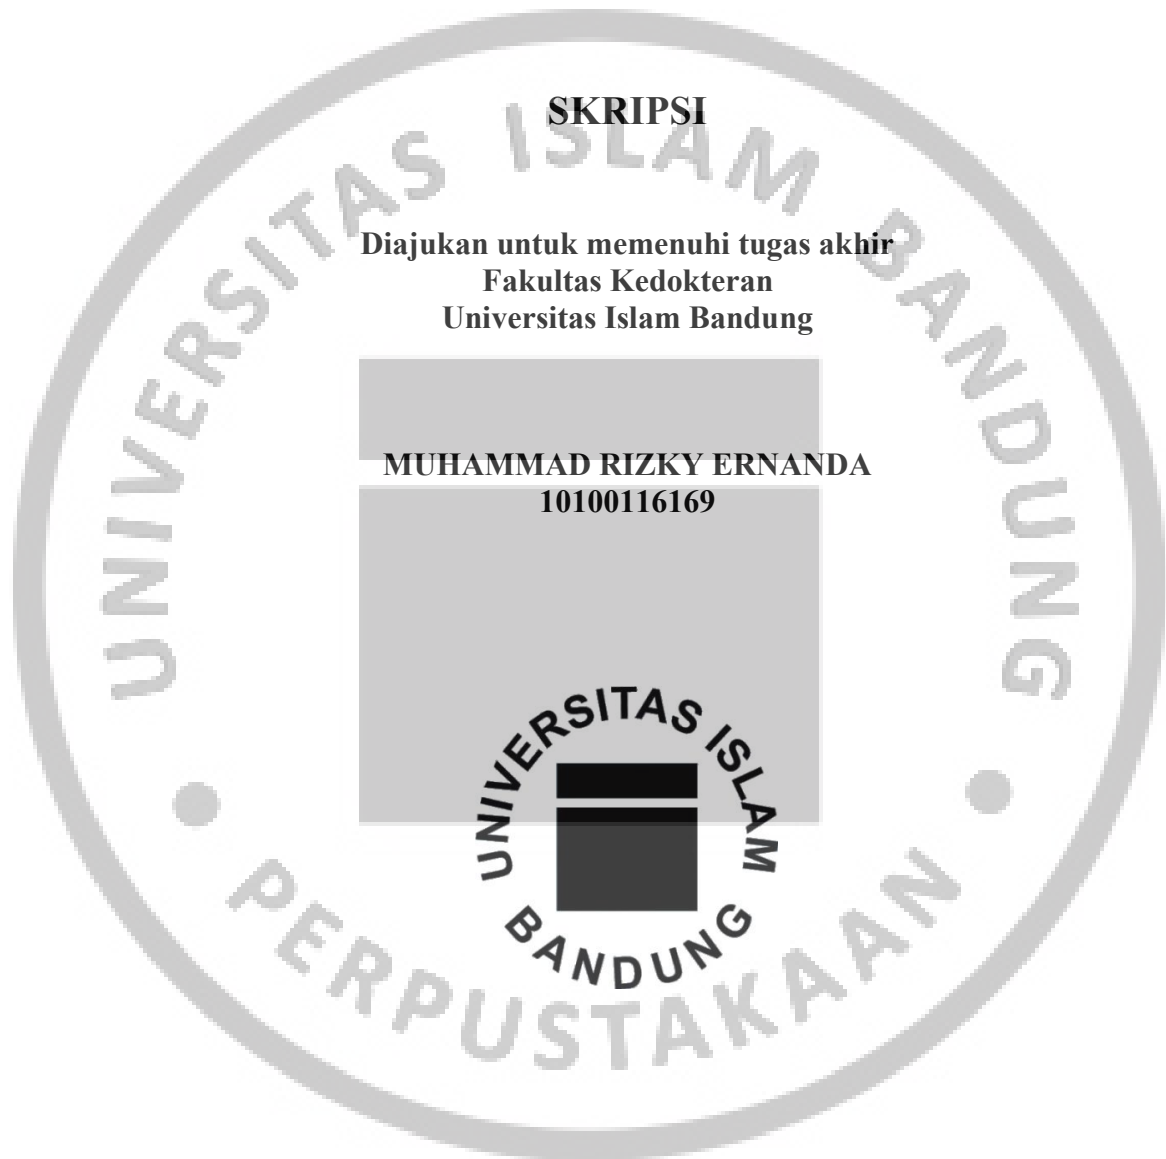 SKRIPSI
Diajukan untuk memenuhi tugas akhir
Fakultas Kedokteran
Universitas Islam Bandung
MUHAMMAD RIZKY ERNANDA
10100116169
UNIVERSITAS ISLAM
BANDUNG
UNIVERSITAS ISLAM BANDUNG
PERPUSTAKAAN